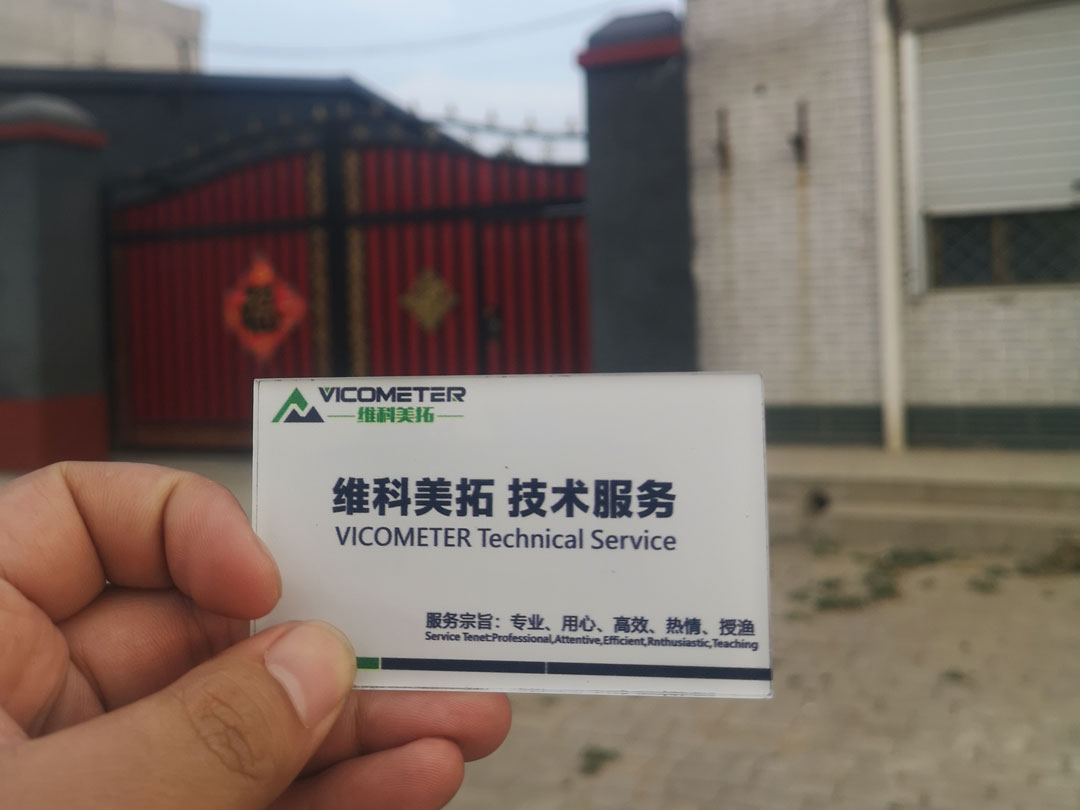 VICOMETER
维科美拓
维科美拓 技术服务
VICOMETER Technical Service
服务宗旨：专业、用心、高效、热情、授渔
Service Tenet:Professional,Attentive,Efficient,Rnthusiastic,Teaching
福